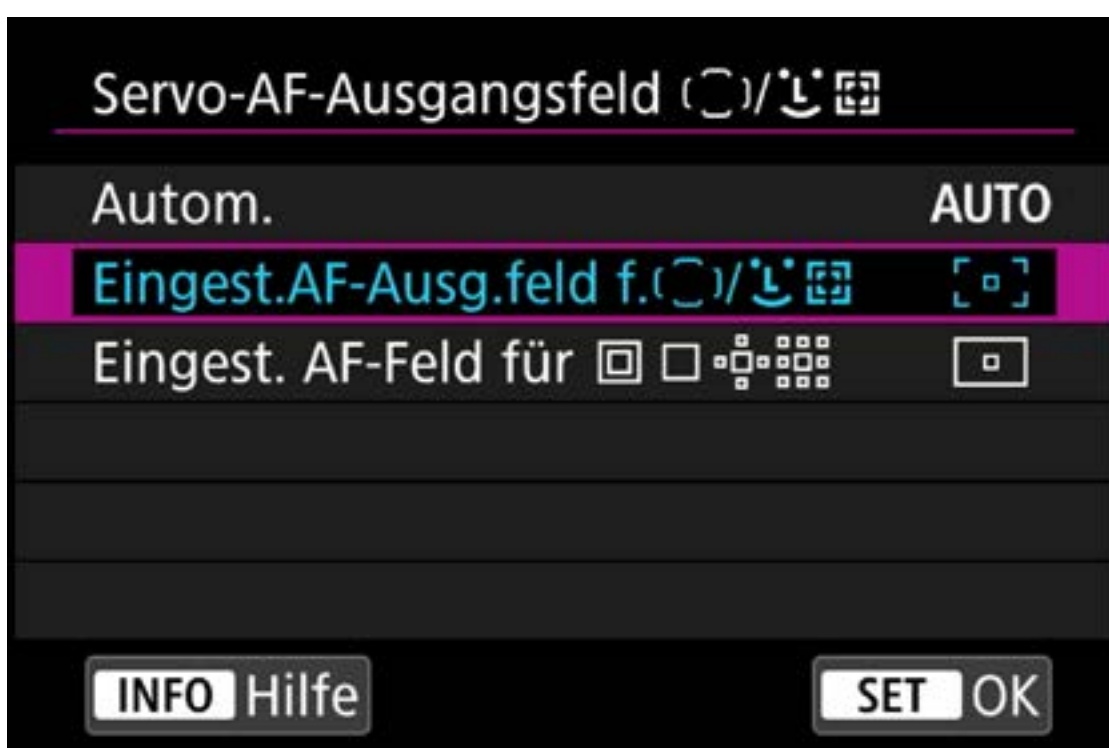 Servo-AF-Ausgangsfeld ( )/
Autom. AUTO
Eingest.AF-Ausg.feld f.( )/
Eingest. AF-Feld für
INFO Hilfe
SET OK